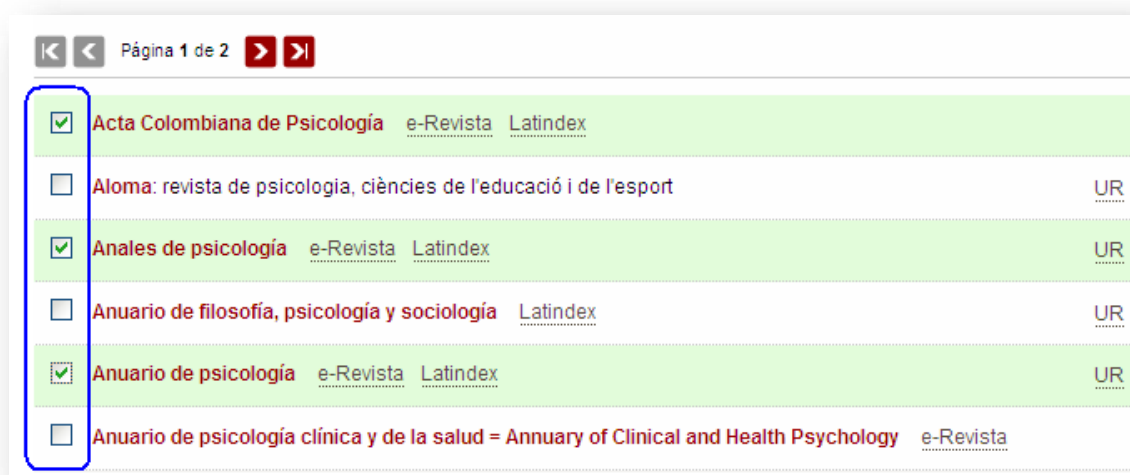 Página 1 de 2
Acta Colombiana de Psicología e-Revista Latindex
Aloma: revista de psicologia, ciències de l'educació i de l'esport UR
Anales de psicología e-Revista Latindex UR
Anuario de filosofía, psicología y sociología Latindex UR
Anuario de psicología e-Revista Latindex UR
Anuario de psicología clínica y de la salud = Annuary of Clinical and Health Psychology e-Revista